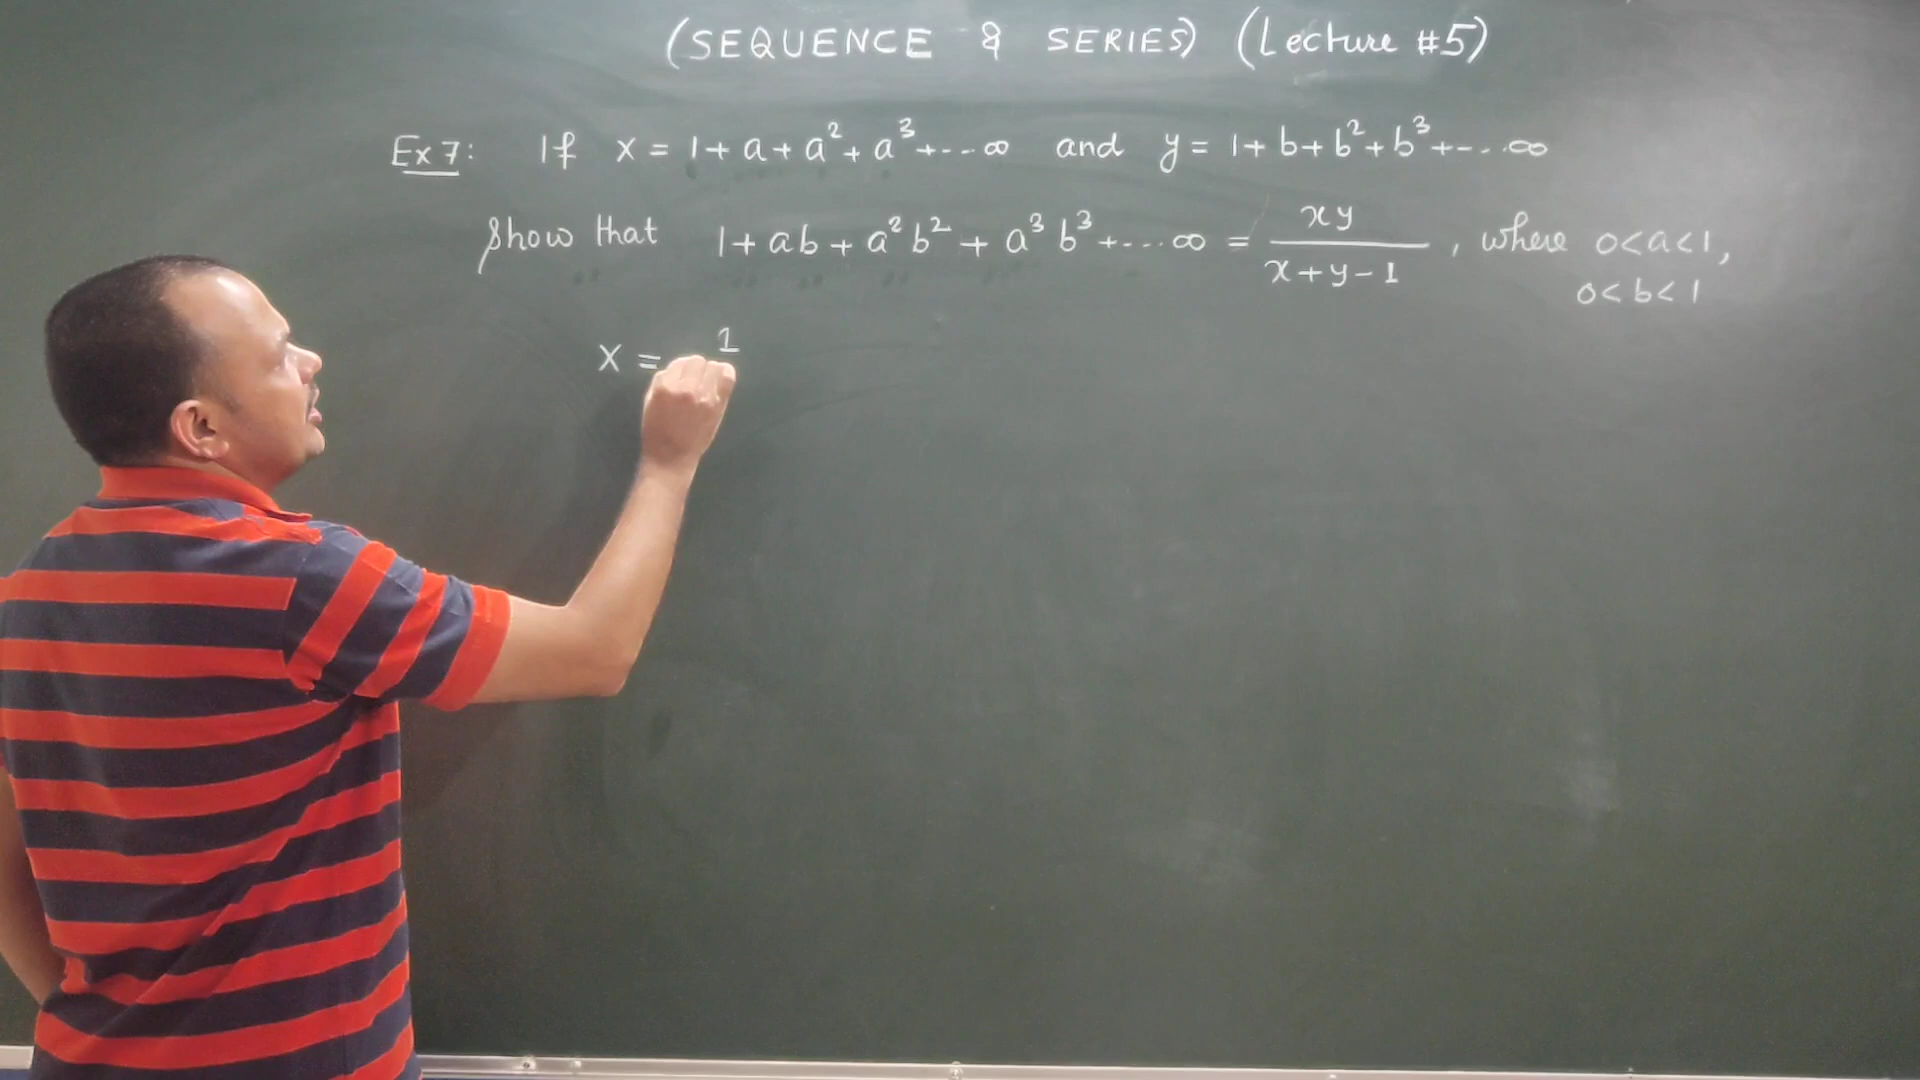 (SEQUENCE & SERIES) (Lecture #5)
Ex 7: If x = 1 + a + a² + a³ + --- ∞ and y = 1 + b + b² + b³ + --- ∞
Show that 1 + ab + a²b² + a³b³ + ---- ∞ = xy / (x + y - 1), where 0 < a < 1,
0 < b < 1
x = 1